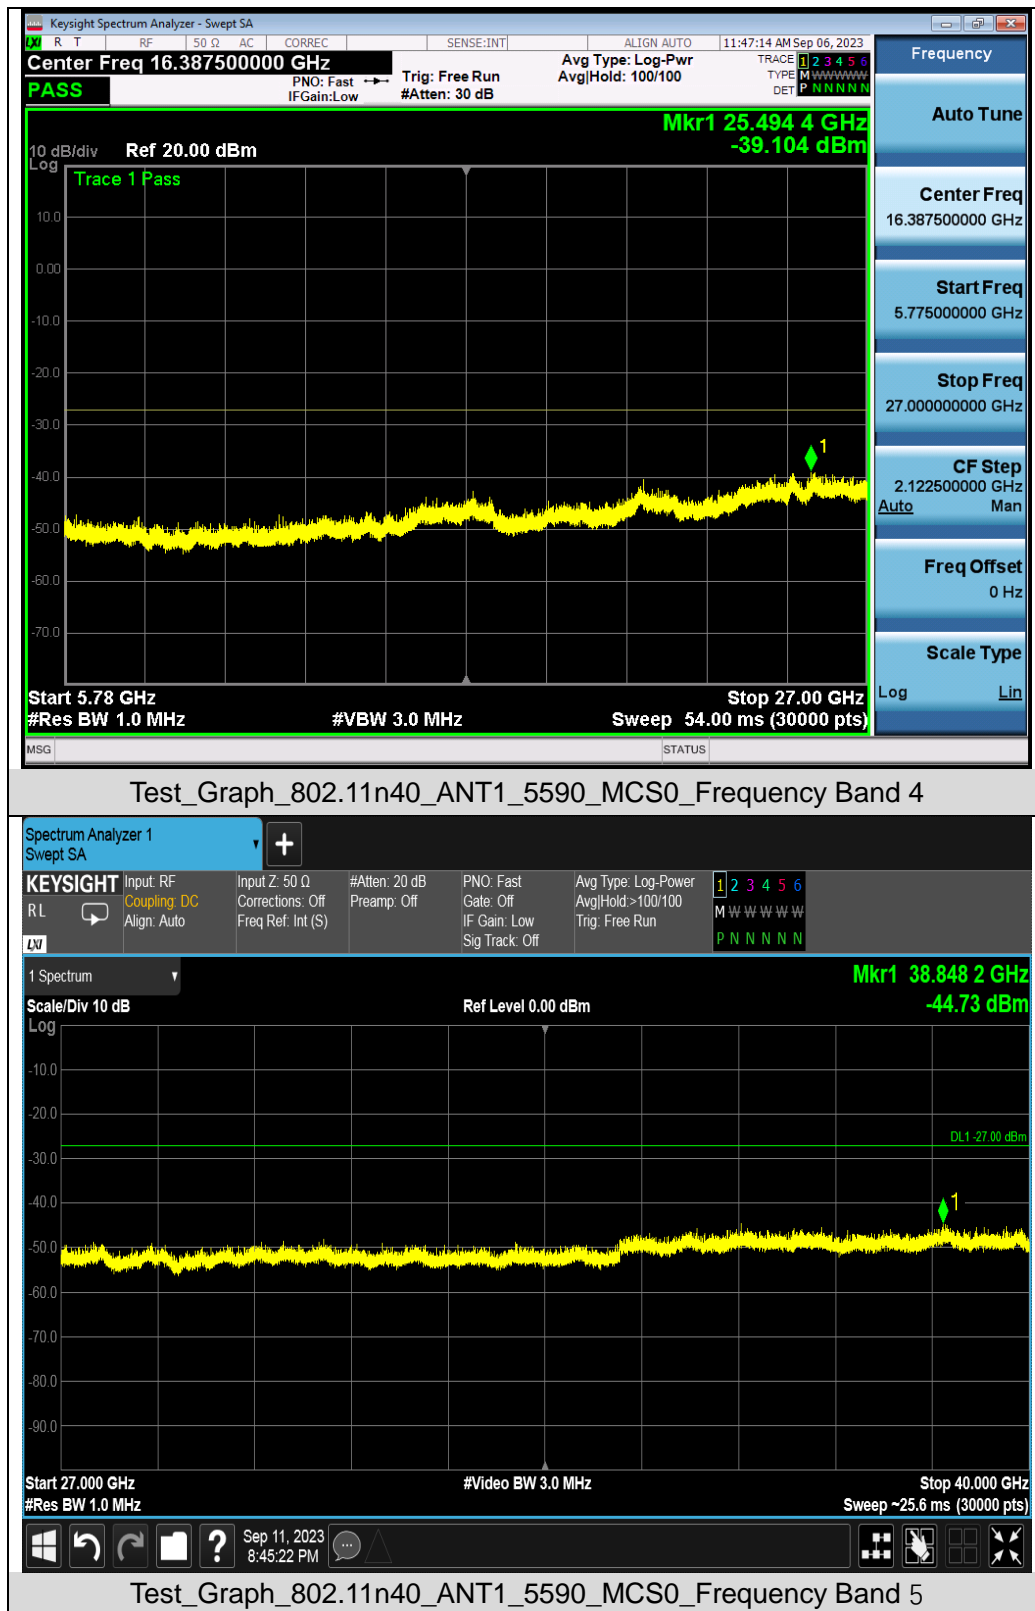 Keysight Spectrum Analyzer - Swept SA
LXI R T RF 50 Ω AC CORREC SENSE:INT ALIGN AUTO 11:47:14 AM Sep 06, 2023
Center Freq 16.387500000 GHz
PASS
PNO: Fast
IFGain:Low
Trig: Free Run
#Atten: 30 dB
Avg Type: Log-Pwr
Avg|Hold: 100/100
TRACE 1 2 3 4 5 6
TYPE M W W W W W
DET P N N N N N
Mkr1 25.494 4 GHz
-39.104 dBm
10 dB/div Ref 20.00 dBm
Log
Trace 1 Pass
10.0
0.00
-10.0
-20.0
-30.0
-40.0
-50.0
-60.0
-70.0
1
Start 5.78 GHz Stop 27.00 GHz
#Res BW 1.0 MHz #VBW 3.0 MHz Sweep 54.00 ms (30000 pts)
MSG STATUS
Frequency
Auto Tune
Center Freq
16.387500000 GHz
Start Freq
5.775000000 GHz
Stop Freq
27.000000000 GHz
CF Step
2.122500000 GHz
Auto Man
Freq Offset
0 Hz
Scale Type
Log Lin
Test_Graph_802.11n40_ANT1_5590_MCS0_Frequency Band 4
Spectrum Analyzer 1
Swept SA
+
KEYSIGHT
R L
LXI
Input: RF
Coupling: DC
Align: Auto
Input Z: 50 Ω
Corrections: Off
Freq Ref: Int (S)
#Atten: 20 dB
Preamp: Off
PNO: Fast
Gate: Off
IF Gain: Low
Sig Track: Off
Avg Type: Log-Power
Avg|Hold:>100/100
Trig: Free Run
1 2 3 4 5 6
M W W W W W
P N N N N N
1 Spectrum
Mkr1 38.848 2 GHz
-44.73 dBm
Scale/Div 10 dB Ref Level 0.00 dBm
Log
-10.0
-20.0
-30.0
-40.0
-50.0
-60.0
-70.0
-80.0
-90.0
DL1 -27.00 dBm
1
Start 27.000 GHz #Video BW 3.0 MHz Stop 40.000 GHz
#Res BW 1.0 MHz Sweep ~25.6 ms (30000 pts)
?
Sep 11, 2023
8:45:22 PM
Test_Graph_802.11n40_ANT1_5590_MCS0_Frequency Band 5